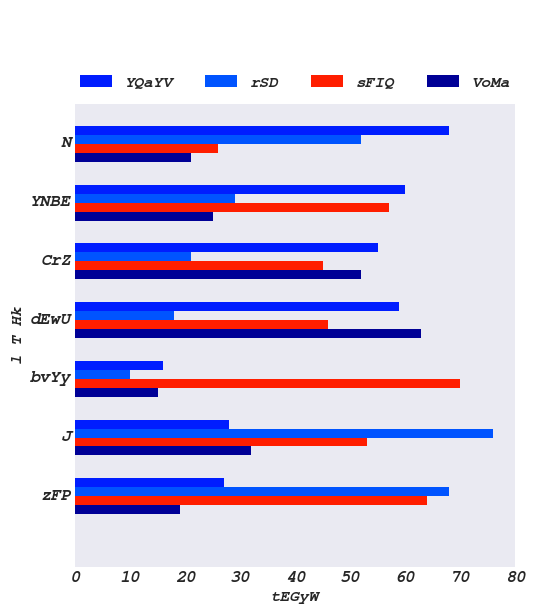 YQaYV rSD sFIQ VoMa
N
YNBE
CrZ
dEwU
bvYy
J
zFP
l T Hk
0 10 20 30 40 50 60 70 80
tEGyW